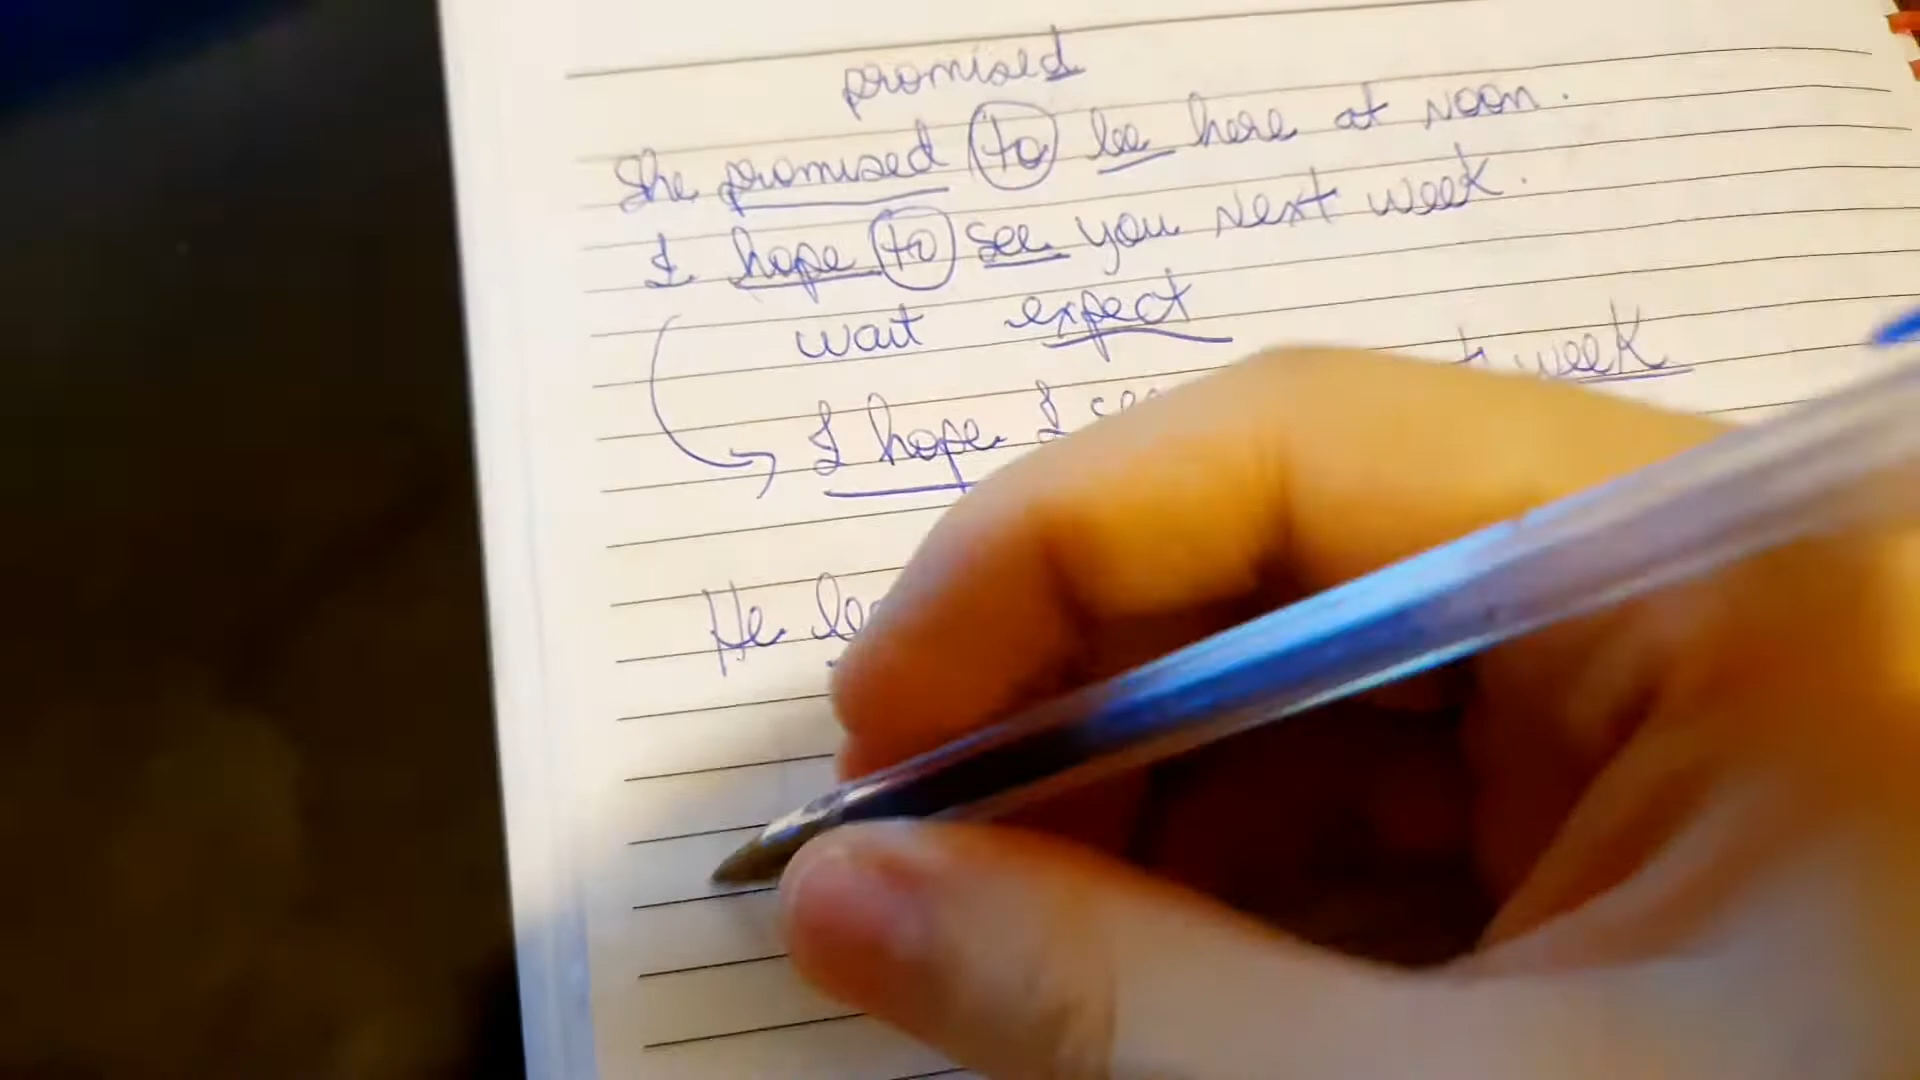 promised
She promised to be here at noon.
I hope to see you next week.
wait expect
week
I hope I
He